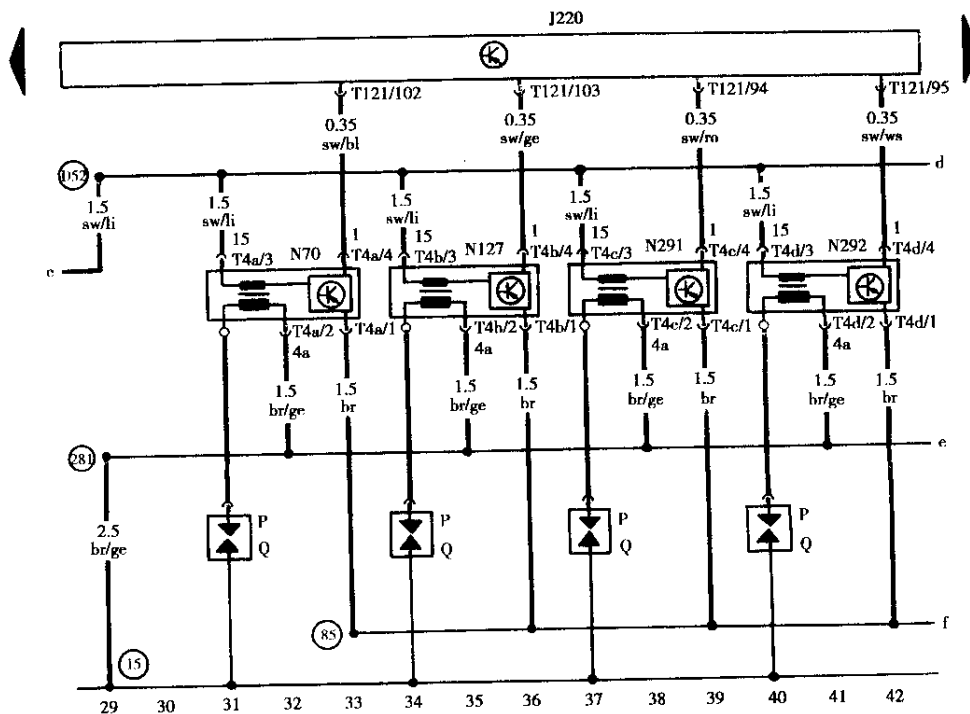 J220
T121/102 T121/103 T121/94 T121/95
0.35 0.35 0.35 0.35
sw/bl sw/ge sw/ro sw/ws
d
D52
1.5 1.5 1.5 1.5 1.5
sw/li sw/li sw/li sw/li sw/li
15 N70 1 15 N127 1 15 N291 1 15 N292 1
T4a/3 T4a/4 T4b/3 T4b/4 T4c/3 T4c/4 T4d/3 T4d/4
e
T4a/2 T4a/1 T4b/2 T4b/1 T4c/2 T4c/1 T4d/2 T4d/1
4a 4a 4a 4a
1.5 1.5 1.5 1.5 1.5 1.5 1.5 1.5
br/ge br br/ge br br/ge br br/ge br
281 e
P P P P
Q Q Q Q
2.5
br/ge
85 f
15
29 30 31 32 33 34 35 36 37 38 39 40 41 42